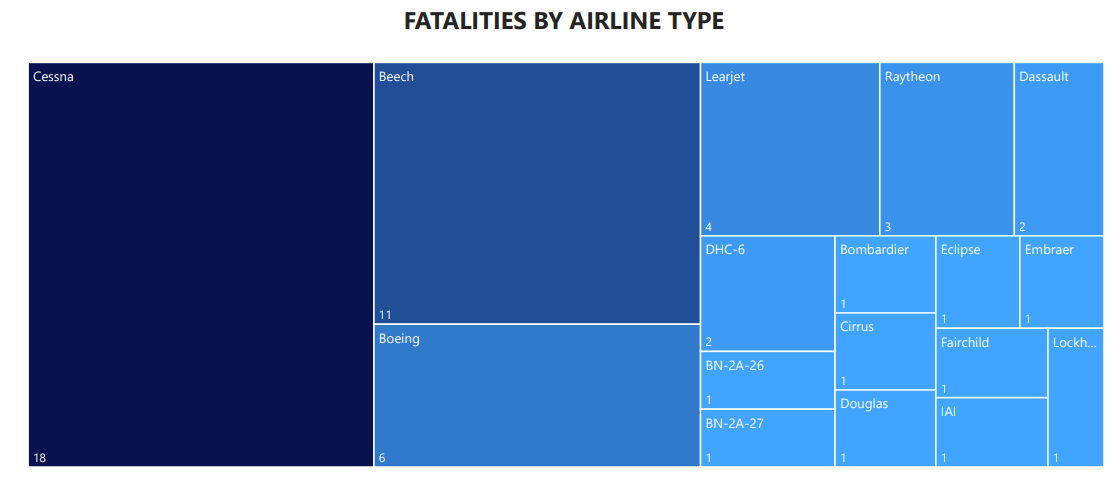 FATALITIES BY AIRLINE TYPE
Cessna
18
Beech
11
Boeing
6
Learjet
4
Raytheon
3
Dassault
2
DHC-6
2
BN-2A-26
1
BN-2A-27
1
Bombardier
1
Cirrus
1
Douglas
1
Eclipse
1
Embraer
1
Fairchild
1
IAI
1
Lockh...
1